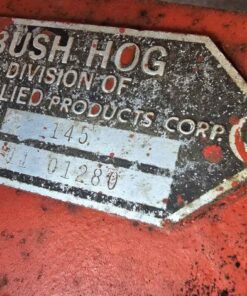 BUSH HOG
DIVISION OF
LIED PRODUCTS CORP.
145
01280